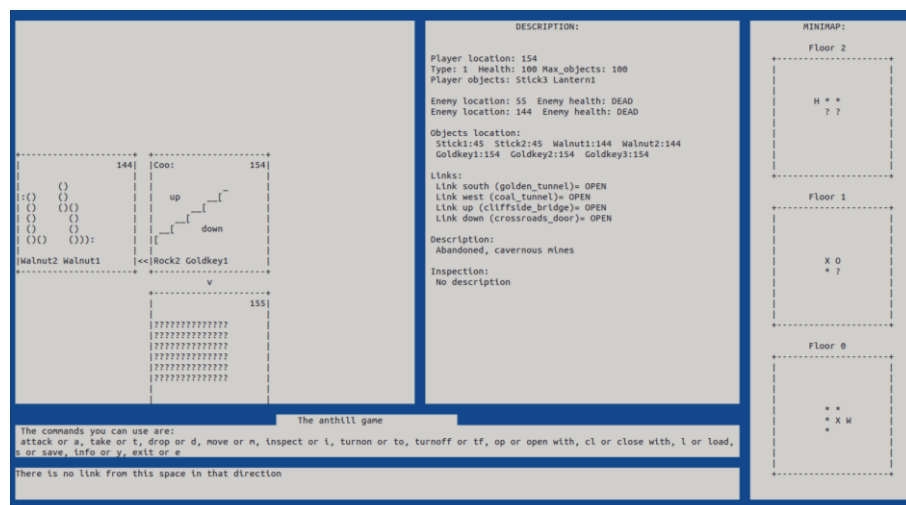 DESCRIPTION:
Player location: 154
Type: 1 Health: 100 Max_objects: 100
Player objects: Stick3 Lantern1
Enemy location: 55 Enemy health: DEAD
Enemy location: 144 Enemy health: DEAD
Objects location:
Stick1:45 Stick2:45 Walnut1:144 Walnut2:144
Goldkey1:154 Goldkey2:154 Goldkey3:154
Links:
Link south (golden_tunnel)= OPEN
Link west (coal_tunnel)= OPEN
Link up (cliffside_bridge)= OPEN
Link down (crossroads_door)= OPEN
Description:
Abandoned, cavernous mines
Inspection:
No description
MINIMAP:
Floor 2
H * *
? ?
Floor 1
X O
* ?
Floor 0
* *
* X W
*
144| |Coo: 154|
() _
|:() () up __[
| () ()() __[
| () () __[
| () () __[ down
| ()() ())): [
|Walnut2 Walnut1 |<<|Rock2 Goldkey1 |
v
155|
|??????????????
|??????????????
|??????????????
|??????????????
|??????????????
|??????????????
The anthill game
The commands you can use are:
attack or a, take or t, drop or d, move or m, inspect or i, turnon or to, turnoff or tf, op or open with, cl or close with, l or load,
s or save, info or y, exit or e
There is no link from this space in that direction